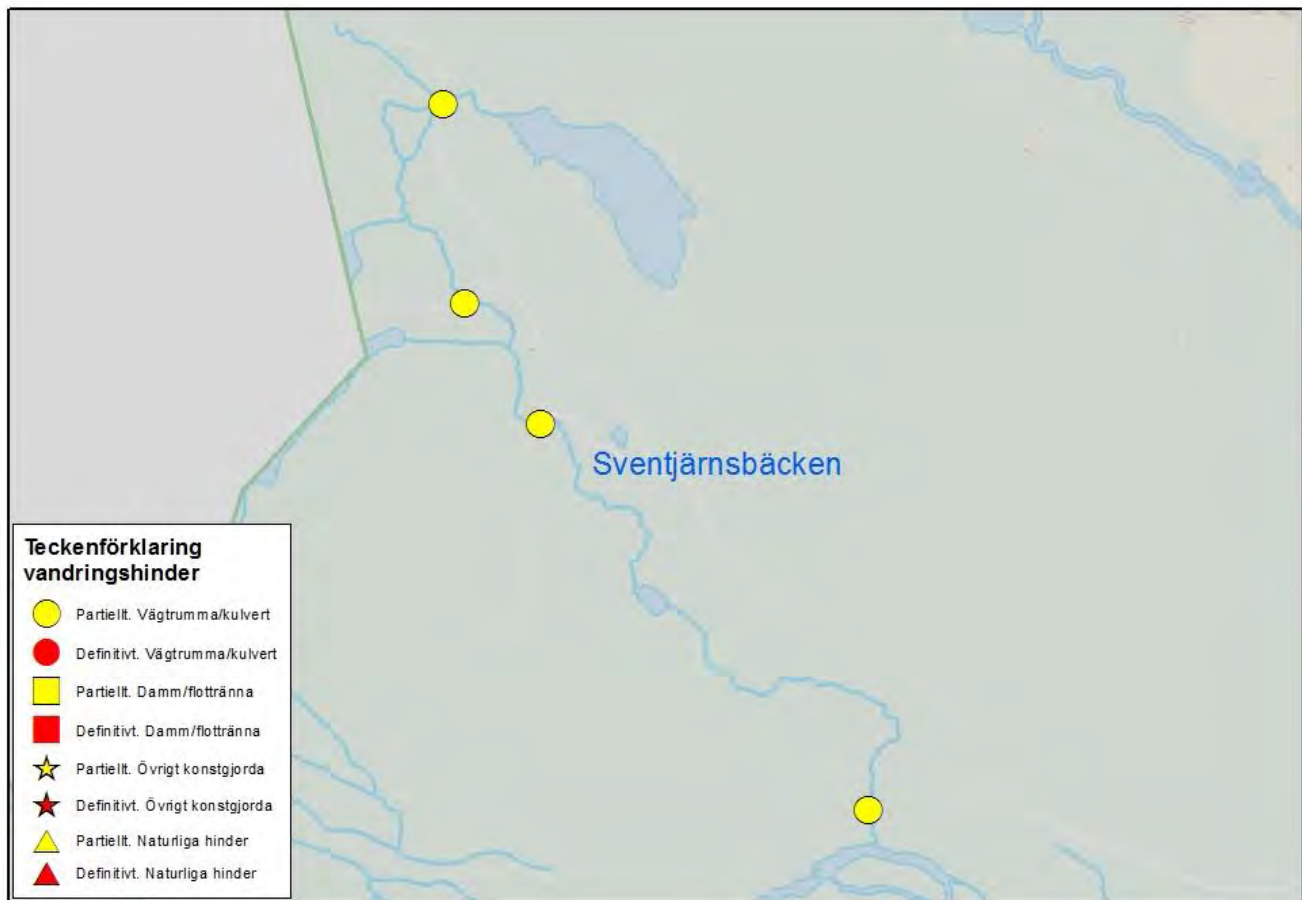 Sventjärnsbäcken
Teckenförklaring
vandringshinder
Partiellt. Vägtrumma/kulvert
Definitivt. Vägtrumma/kulvert
Partiellt. Damm/flottränna
Definitivt. Damm/flottränna
Partiellt. Övrigt konstgjorda
Definitivt. Övrigt konstgjorda
Partiellt. Naturliga hinder
Definitivt. Naturliga hinder